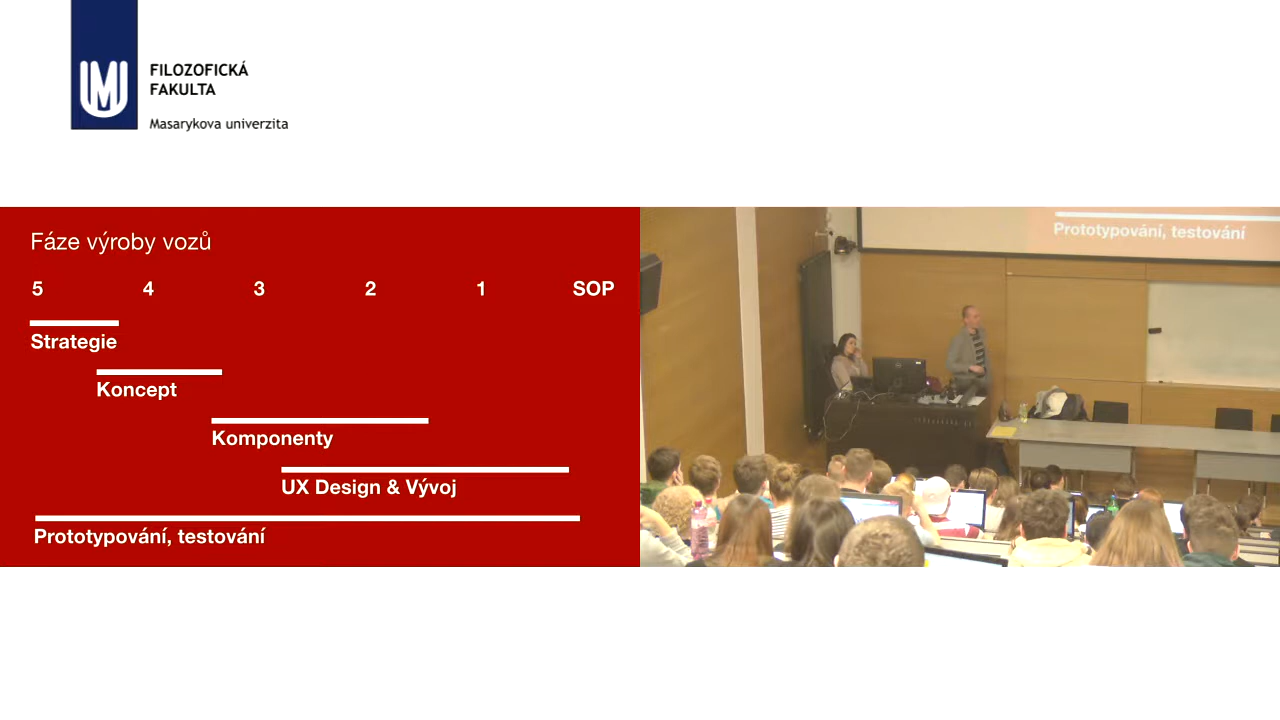 FILOZOFICKÁ
FAKULTA
Masarykova univerzita
Fáze výroby vozů
5 4 3 2 1 SOP
Strategie
Koncept
Komponenty
UX Design & Vývoj
Prototypování, testování
Prototypování, testování